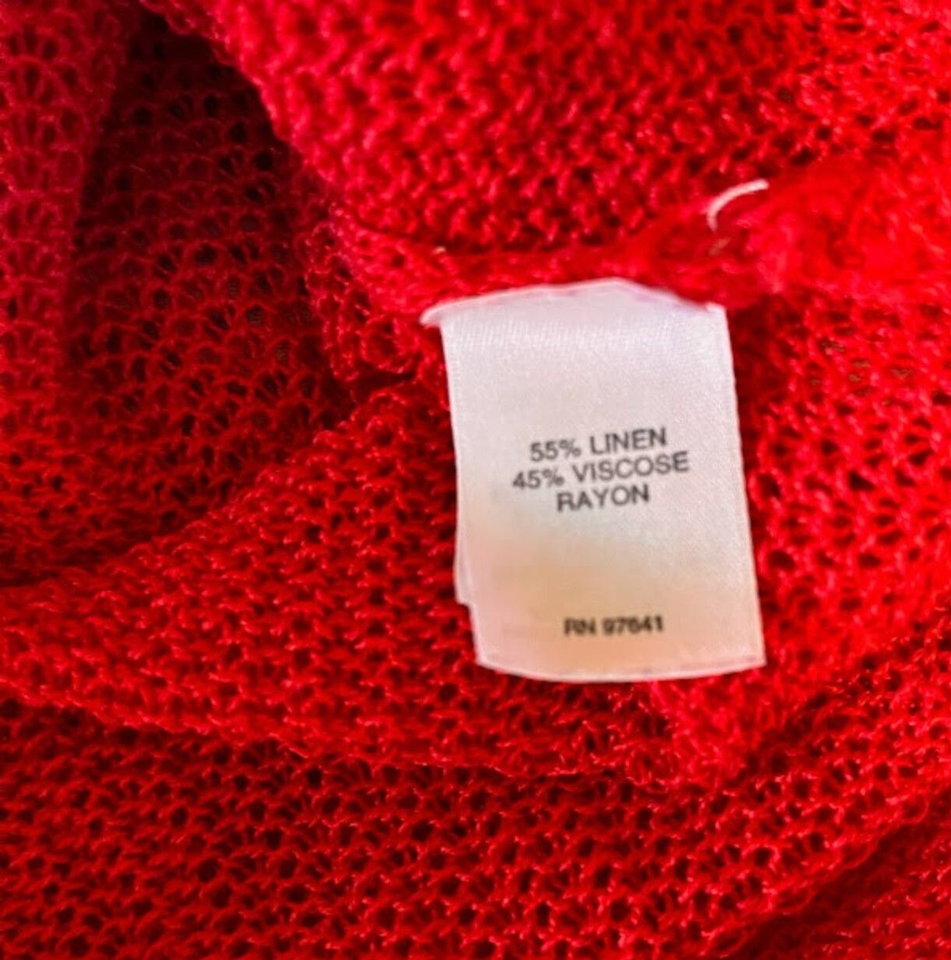 55% LINEN
45% VISCOSE
RAYON
RN 97641